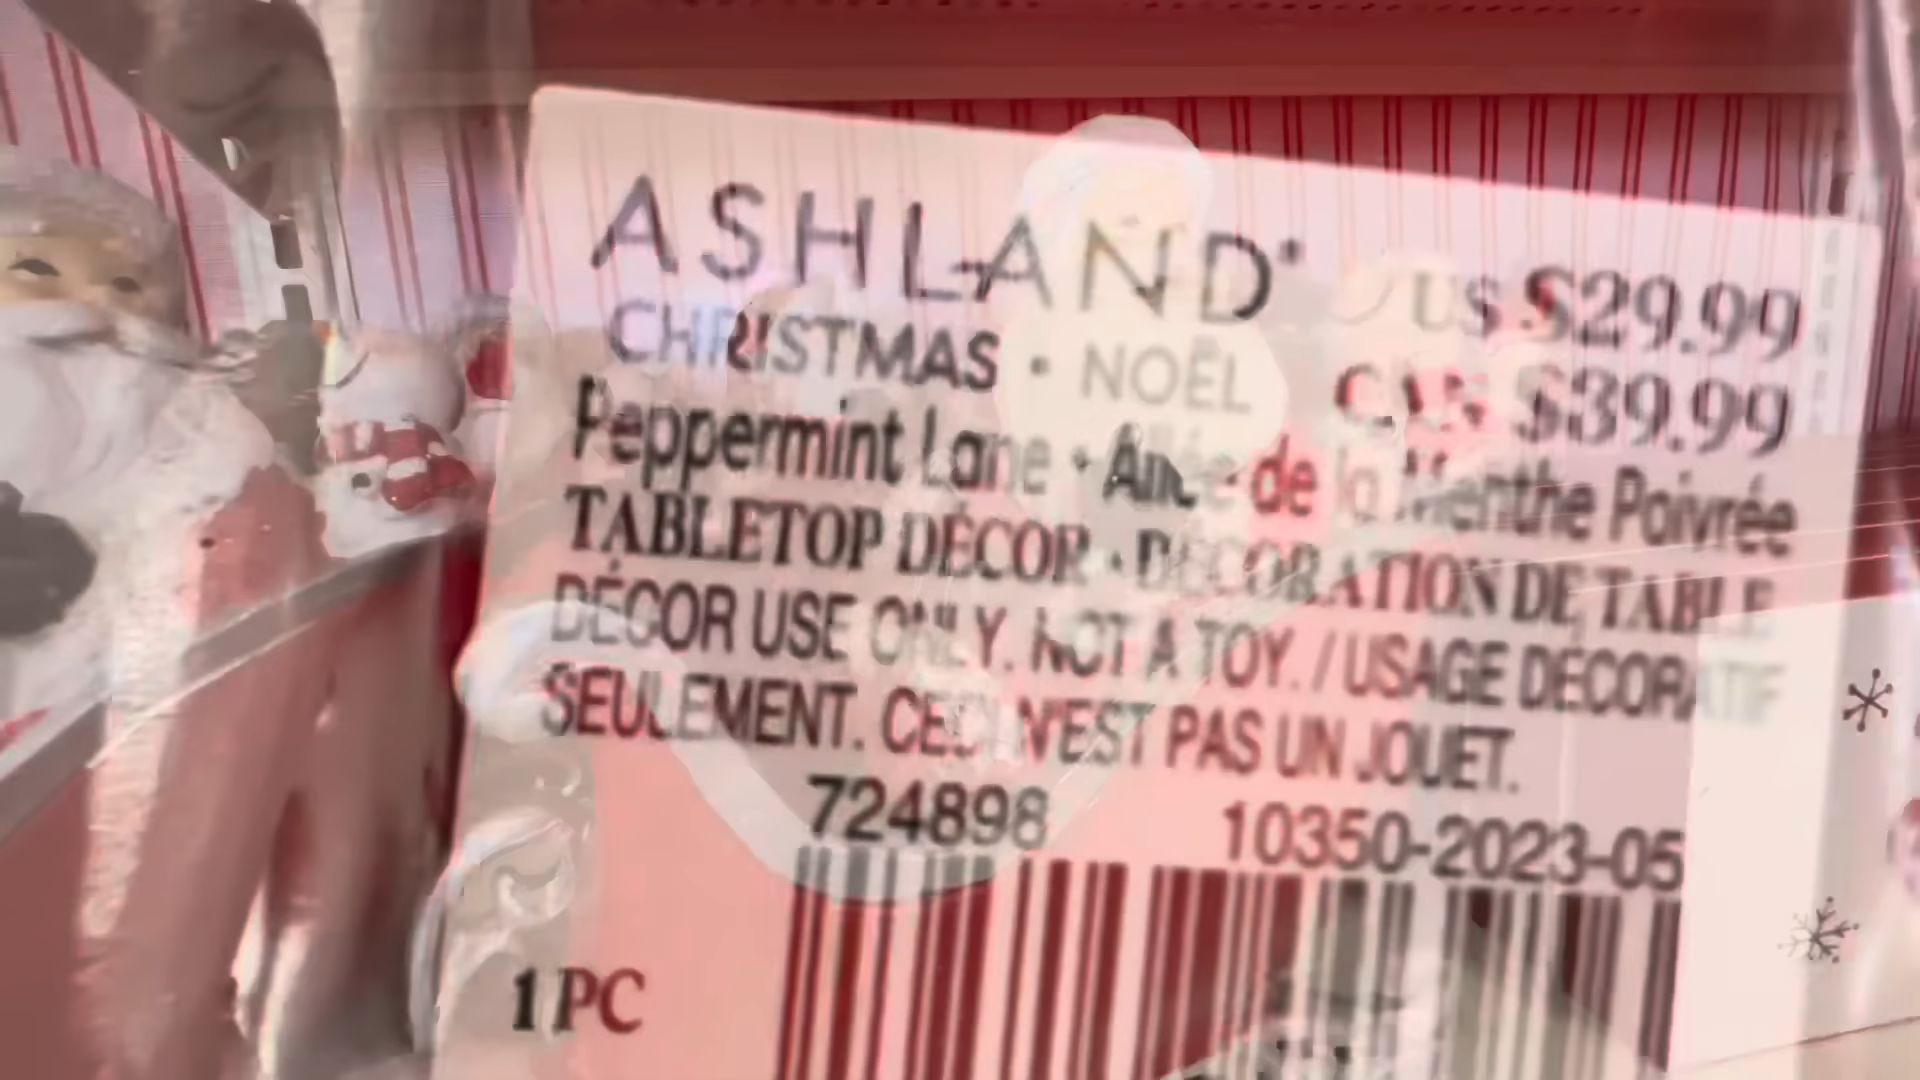 ASHLAND®
CHRISTMAS • NOËL
US $29.99
CAN $39.99
Peppermint Lane • Allée de la Menthe Poivrée
TABLETOP DÉCOR • DÉCORATION DE TABLE
DÉCOR USE ONLY. NOT A TOY. / USAGE DÉCORATIF
SEULEMENT. CECI N'EST PAS UN JOUET.
724898 10350-2023-05
1 PC